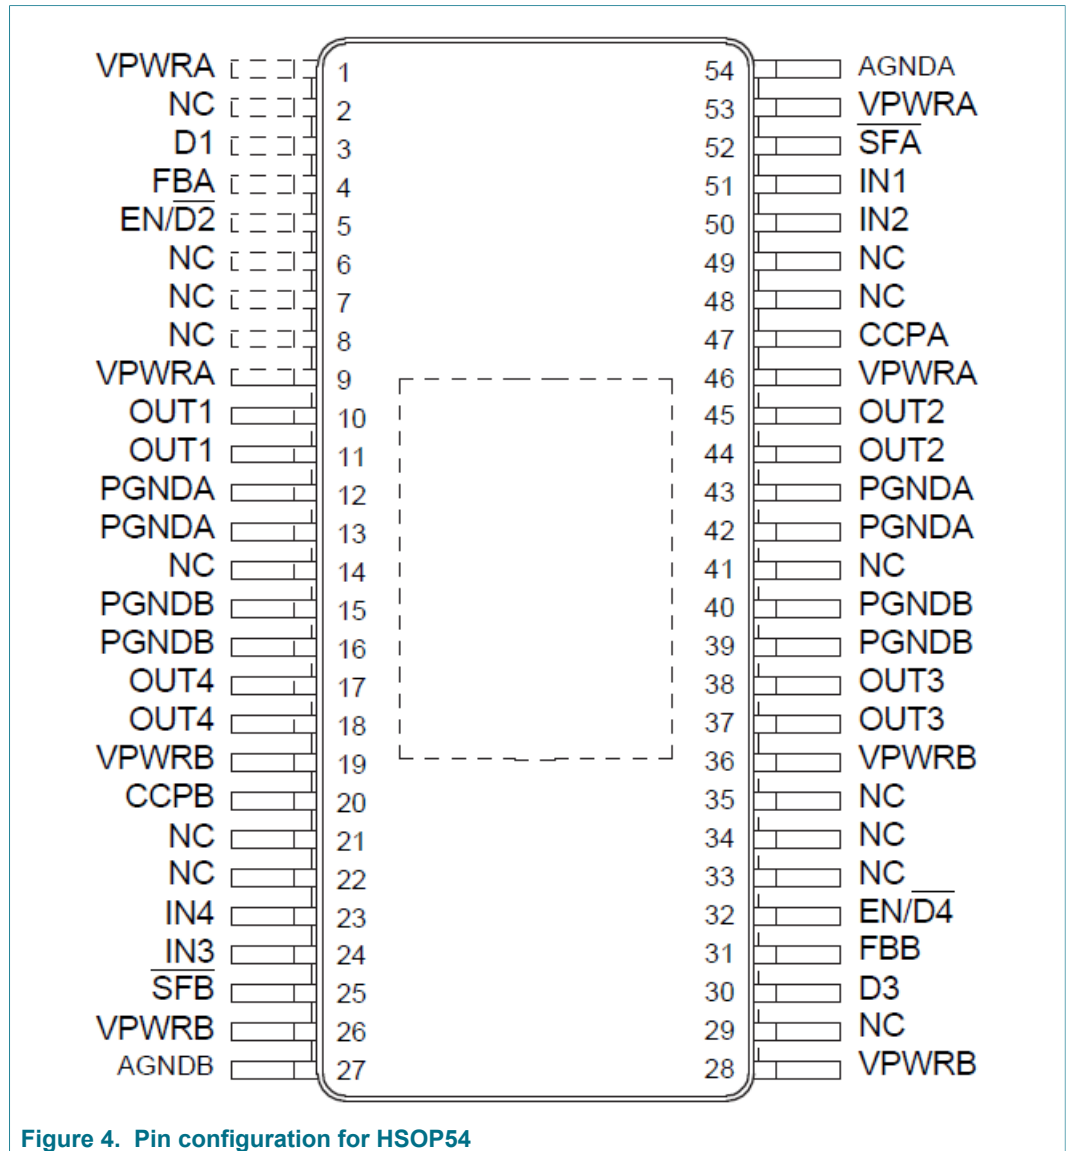 VPWRA 1 54 AGNDA
NC 2 53 VPWRA
D1 3 52 S̅F̅A̅
FBA 4 51 IN1
EN/D̅2̅ 5 50 IN2
NC 6 49 NC
NC 7 48 NC
NC 8 47 CCPA
VPWRA 9 46 VPWRA
OUT1 10 45 OUT2
OUT1 11 44 OUT2
PGNDA 12 43 PGNDA
PGNDA 13 42 PGNDA
NC 14 41 NC
PGNDB 15 40 PGNDB
PGNDB 16 39 PGNDB
OUT4 17 38 OUT3
OUT4 18 37 OUT3
VPWRB 19 36 VPWRB
CCPB 20 35 NC
NC 21 34 NC
NC 22 33 NC
IN4 23 32 EN/D̅4̅
IN3 24 31 FBB
S̅F̅B̅ 25 30 D3
VPWRB 26 29 NC
AGNDB 27 28 VPWRB
Figure 4. Pin configuration for HSOP54